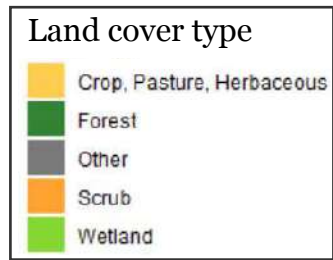 Land cover type
Crop, Pasture, Herbaceous
Forest
Other
Scrub
Wetland